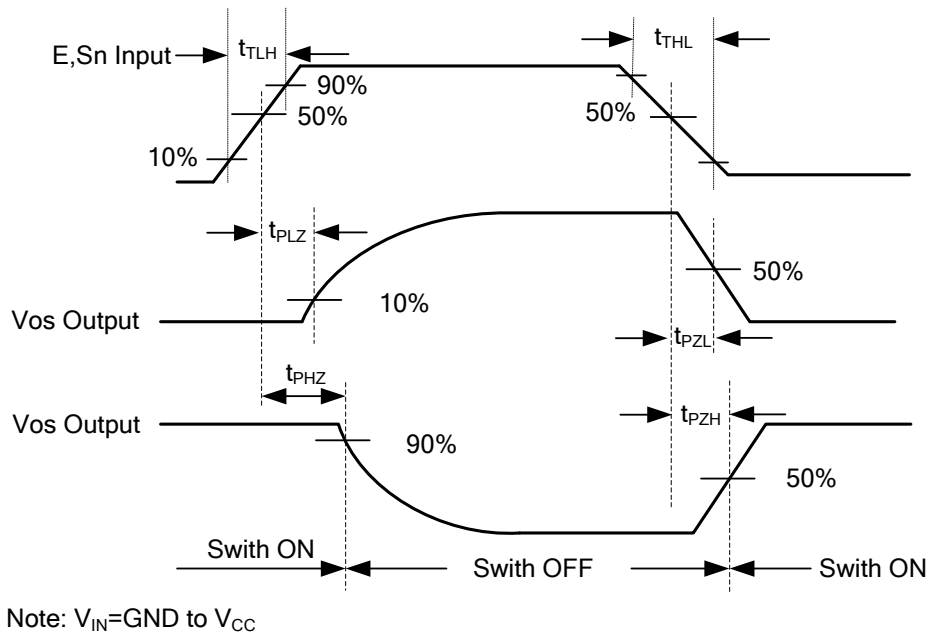 E,Sn Input
tTLH
tTHL
90%
50%
50%
10%
tPLZ
50%
10%
Vos Output
tPZL
tPHZ
tPZH
Vos Output
90%
50%
Swith ON
Swith OFF
Swith ON
Note: VIN=GND to VCC